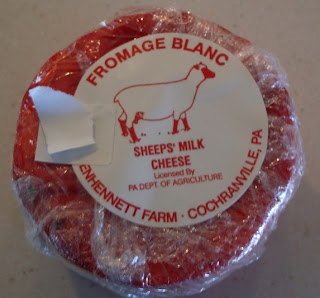 FROMAGE BLANC
SHEEPS' MILK
CHEESE
Licensed By
PA DEPT. OF AGRICULTURE
FARM · COCHRANVILLE, PA